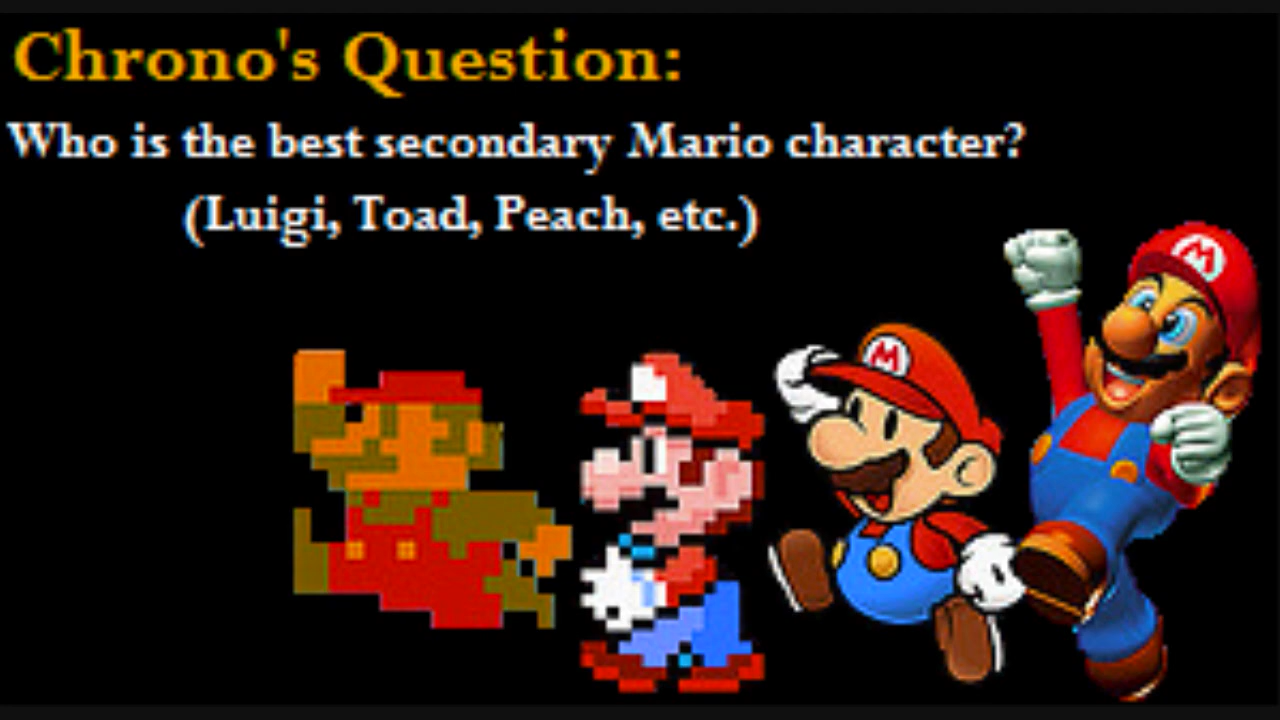 Chrono's Question:
Who is the best secondary Mario character?
(Luigi, Toad, Peach, etc.)
M
M